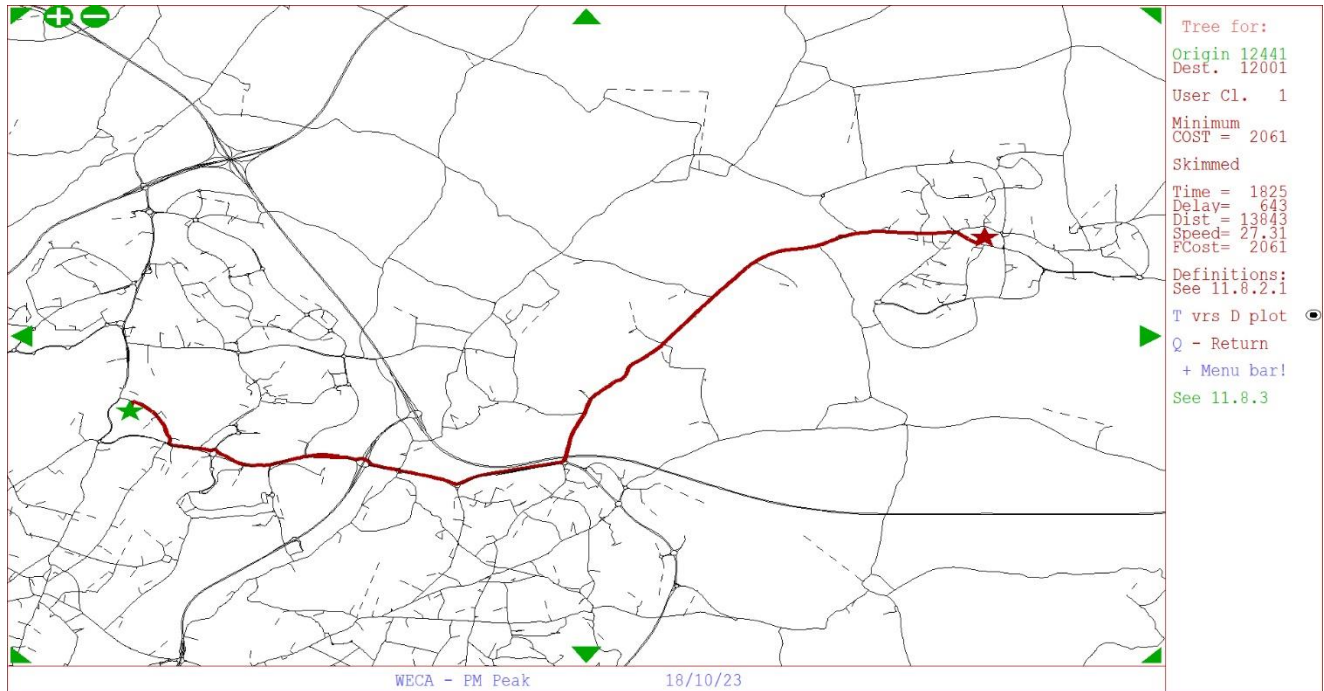 Tree for:
Origin 12441
Dest. 12001
User Cl. 1
Minimum
COST = 2061
Skimmed
Time = 1825
Delay= 643
Dist = 13843
Speed= 27.31
FCost= 2061
Definitions:
See 11.8.2.1
T vrs D plot
Q - Return
+ Menu bar!
See 11.8.3
WECA - PM Peak 18/10/23